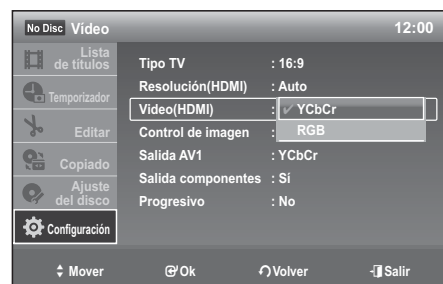 No Disc Vídeo 12:00
Lista
de títulos
Temporizador
Editar
Copiado
Ajuste
del disco
Configuración
Tipo TV : 16:9
Resolución(HDMI) : Auto
Video(HDMI) : ✓ YCbCr
RGB
Control de imagen :
Salida AV1 : YCbCr
Salida componentes : Sí
Progresivo : No
Mover Ok Volver Salir